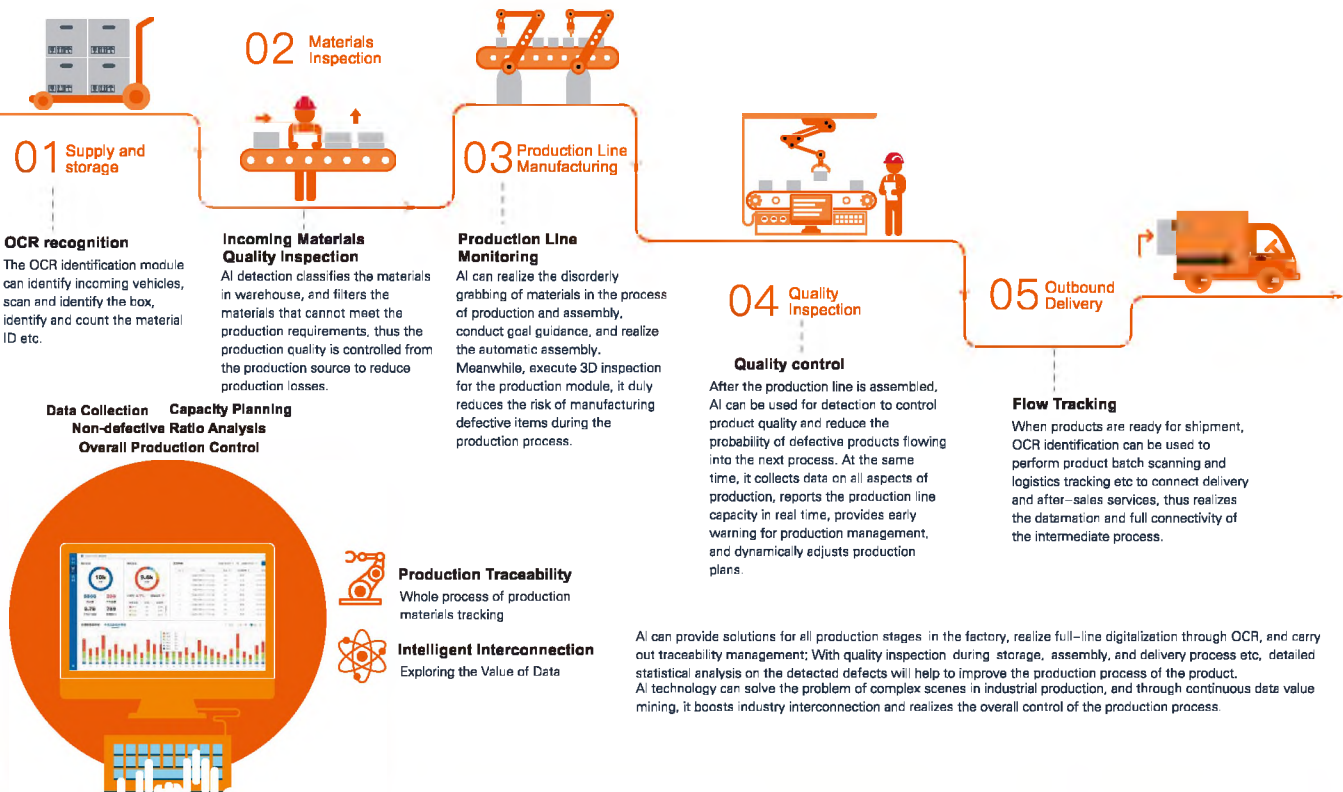 01 Supply and
storage
OCR recognition
The OCR identification module
can identify incoming vehicles,
scan and identify the box,
identify and count the material
ID etc.
02 Materials
Inspection
Incoming Materials
Quality Inspection
AI detection classifies the materials
in warehouse, and filters the
materials that cannot meet the
production requirements, thus the
production quality is controlled from
the production source to reduce
production losses.
03 Production Line
Manufacturing
Production Line
Monitoring
AI can realize the disorderly
grabbing of materials in the process
of production and assembly,
conduct goal guidance, and realize
the automatic assembly.
Meanwhile, execute 3D inspection
for the production module, it duly
reduces the risk of manufacturing
defective items during the
production process.
04 Quality
Inspection
Quality control
After the production line is assembled,
AI can be used for detection to control
product quality and reduce the
probability of defective products flowing
into the next process. At the same
time, it collects data on all aspects of
production, reports the production line
capacity in real time, provides early
warning for production management,
and dynamically adjusts production
plans.
05 Outbound
Delivery
Flow Tracking
When products are ready for shipment,
OCR identification can be used to
perform product batch scanning and
logistics tracking etc to connect delivery
and after-sales services, thus realizes
the datamation and full connectivity of
the intermediate process.
Data Collection Capacity Planning
Non-defective Ratio Analysis
Overall Production Control
10k
9.4k
Production Traceability
Whole process of production
materials tracking
Intelligent Interconnection
Exploring the Value of Data
AI can provide solutions for all production stages in the factory, realize full-line digitalization through OCR, and carry
out traceability management; With quality inspection during storage, assembly, and delivery process etc, detailed
statistical analysis on the detected defects will help to improve the production process of the product.
AI technology can solve the problem of complex scenes in industrial production, and through continuous data value
mining, it boosts industry interconnection and realizes the overall control of the production process.